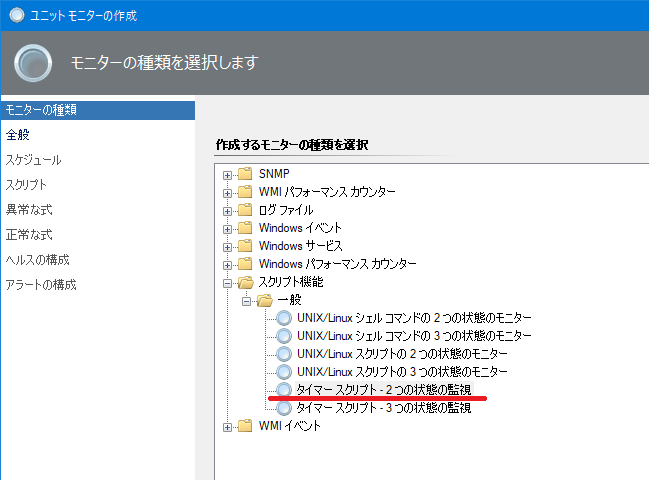 ユニット モニターの作成
モニターの種類を選択します
モニターの種類
全般
スケジュール
スクリプト
異常な式
正常な式
ヘルスの構成
アラートの構成
作成するモニターの種類を選択
SNMP
WMI パフォーマンス カウンター
ログ ファイル
Windows イベント
Windows サービス
Windows パフォーマンス カウンター
スクリプト機能
一般
UNIX/Linux シェル コマンドの 2 つの状態のモニター
UNIX/Linux シェル コマンドの 3 つの状態のモニター
UNIX/Linux スクリプトの 2 つの状態のモニター
UNIX/Linux スクリプトの 3 つの状態のモニター
タイマー スクリプト - 2 つの状態の監視
タイマー スクリプト - 3 つの状態の監視
WMI イベント